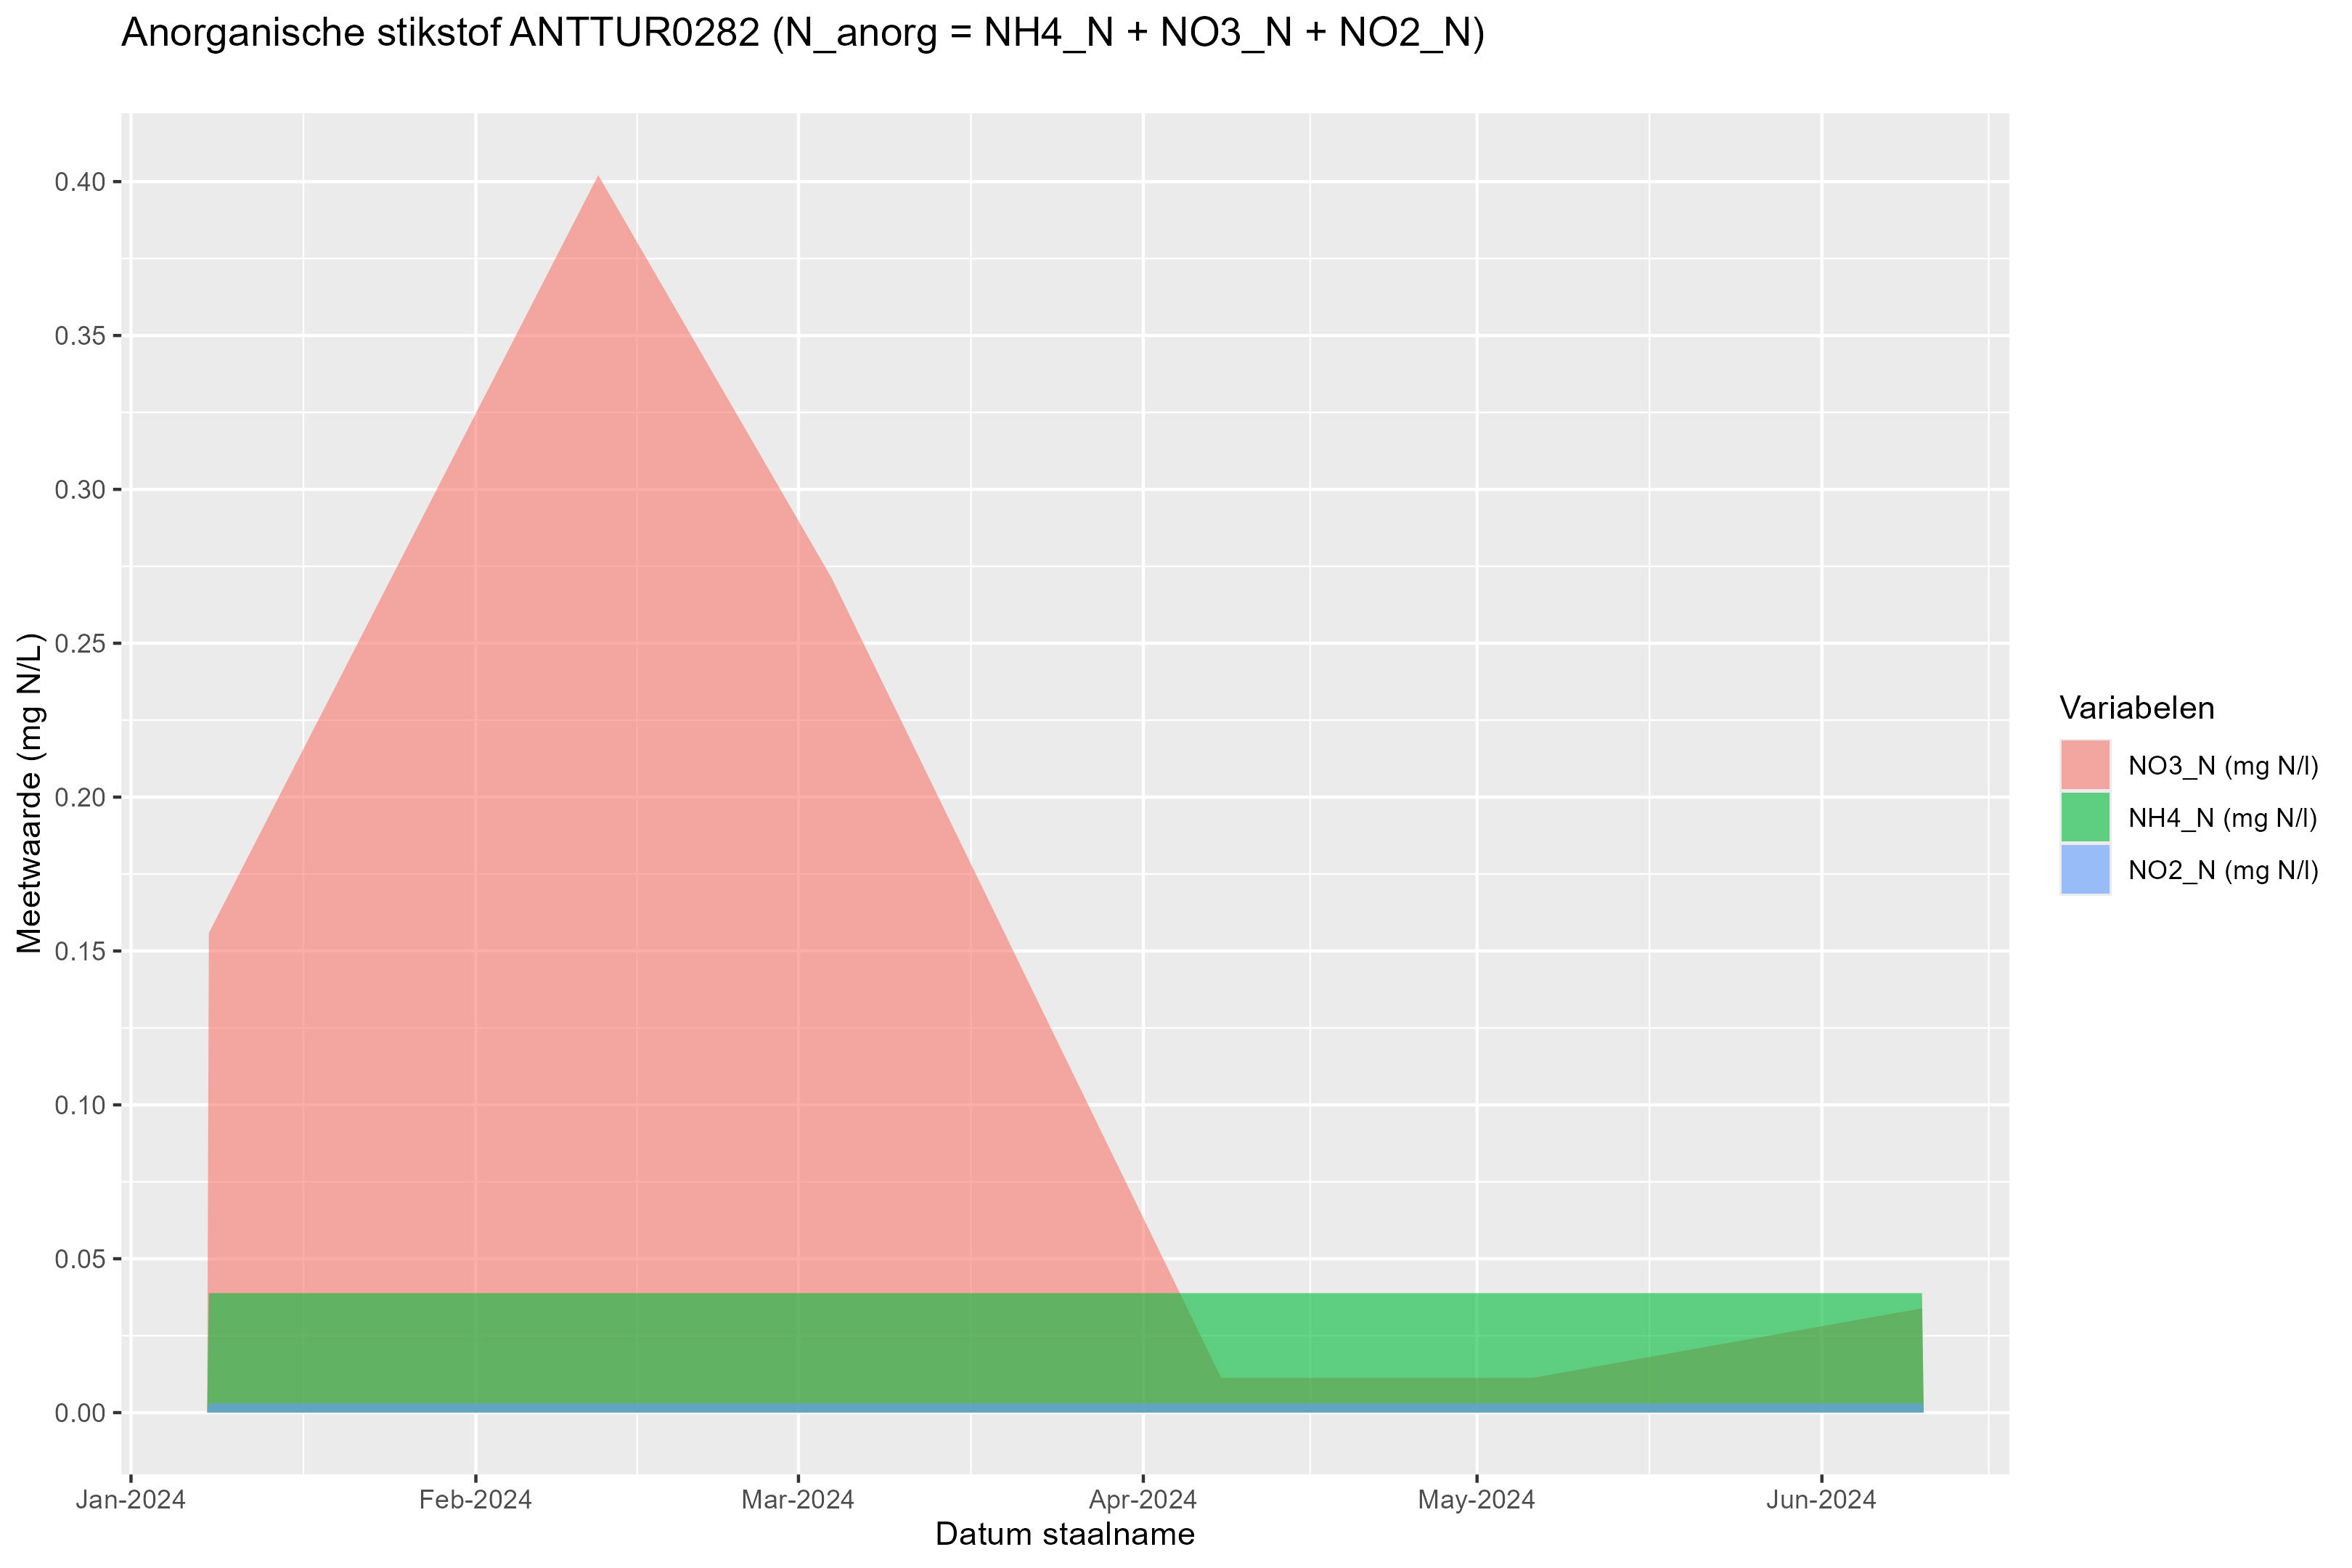 Anorganische stikstof ANTTUR0282 (N_anorg = NH4_N + NO3_N + NO2_N)
Meetwaarde (mg N/L)
0.40
0.35
0.30
0.25
0.20
0.15
0.10
0.05
0.00
Jan-2024
Feb-2024
Mar-2024
Apr-2024
May-2024
Jun-2024
Datum staalname
Variabelen
NO3_N (mg N/l)
NH4_N (mg N/l)
NO2_N (mg N/l)